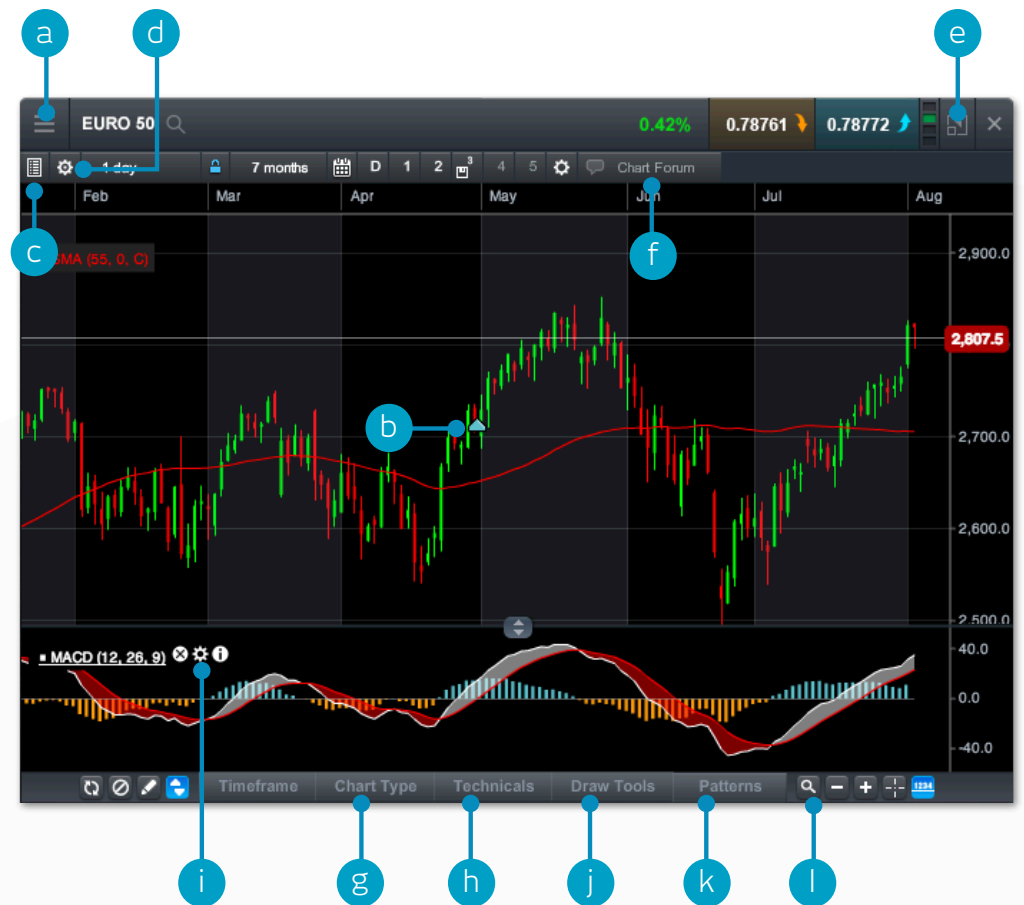 a
d
e
EURO 50
0.42%
0.78761
0.78772
1 day
7 months
D
1
2
3
4
5
Chart Forum
Feb
Mar
Apr
May
Jun
Jul
Aug
c
f
SMA (55, 0, C)
2,900.0
2,807.5
b
2,700.0
2,600.0
2,500.0
MACD (12, 26, 9)
40.0
0.0
-40.0
Timeframe
Chart Type
Technicals
Draw Tools
Patterns
1234
i
g
h
j
k
l